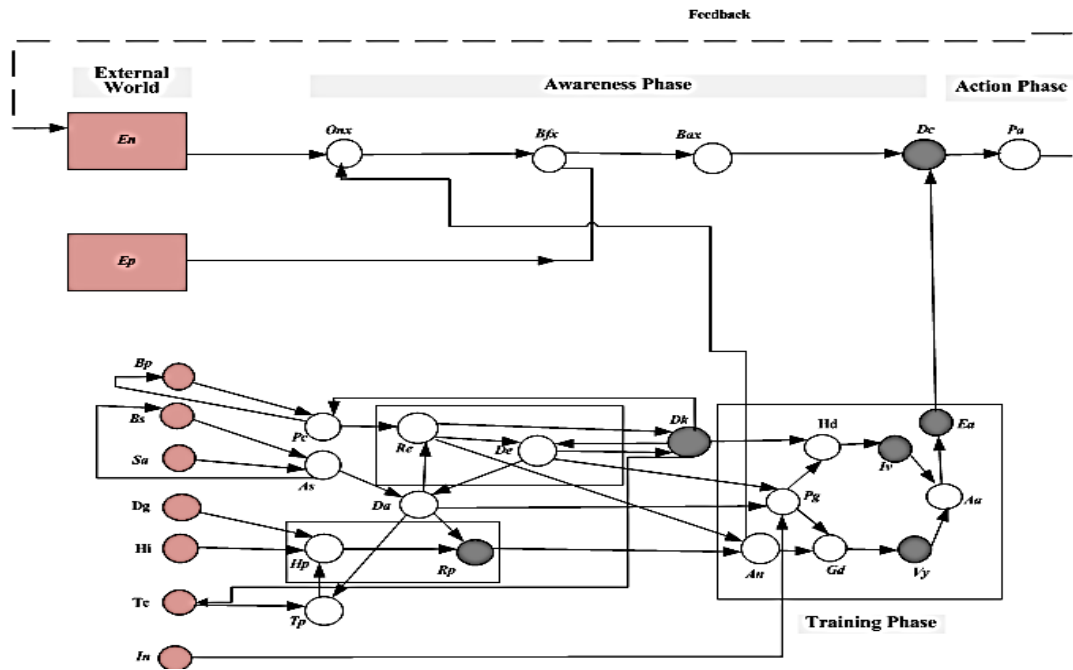 Feedback
External
World
Awareness Phase
Action Phase
En
Onx
Bfx
Bax
Dc
Pa
Ep
Bp
Bs
Pc
Re
De
Dk
Hd
Ea
Sa
As
Iv
Dg
Da
Pg
Aa
Hi
Hp
Rp
An
Gd
Vy
Tc
Tp
Training Phase
In